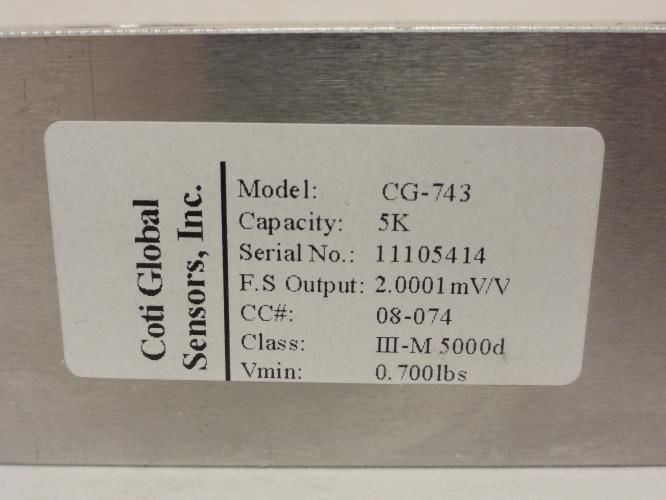 Coti Global
Sensors, Inc.
Model: CG-743
Capacity: 5K
Serial No.: 11105414
F.S Output: 2.0001mV/V
CC#: 08-074
Class: III-M 5000d
Vmin: 0.700lbs